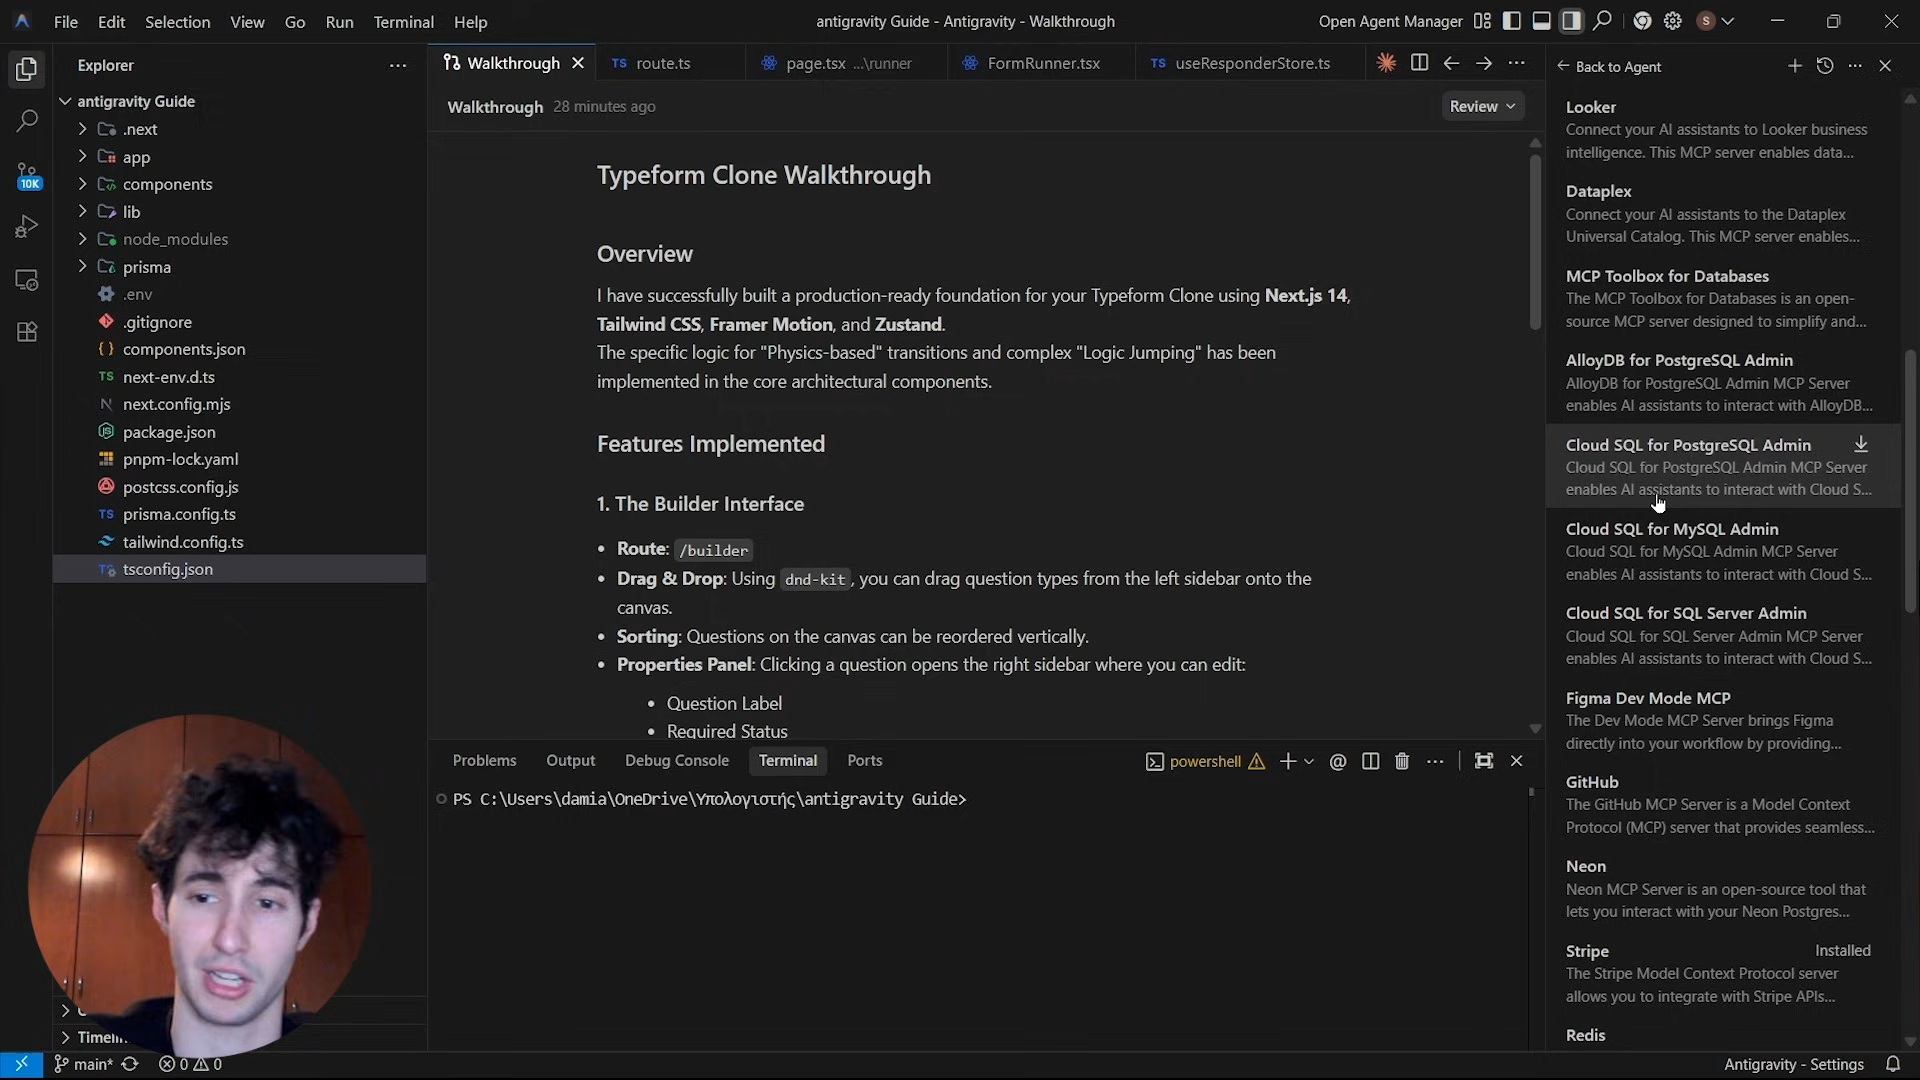 File Edit Selection View Go Run Terminal Help
antigravity Guide - Antigravity - Walkthrough
Open Agent Manager
S
Explorer
antigravity Guide
.next
app
components
lib
node_modules
prisma
.env
.gitignore
{} components.json
TS next-env.d.ts
N next.config.mjs
package.json
pnpm-lock.yaml
postcss.config.js
TS prisma.config.ts
tailwind.config.ts
TS tsconfig.json
10K
Timelin
Walkthrough
TS route.ts
page.tsx ...\runner
FormRunner.tsx
TS useResponderStore.ts
Walkthrough 28 minutes ago
Review
Typeform Clone Walkthrough
Overview
I have successfully built a production-ready foundation for your Typeform Clone using Next.js 14,
Tailwind CSS, Framer Motion, and Zustand.
The specific logic for "Physics-based" transitions and complex "Logic Jumping" has been
implemented in the core architectural components.
Features Implemented
1. The Builder Interface
• Route: /builder
• Drag & Drop: Using dnd-kit, you can drag question types from the left sidebar onto the
canvas.
• Sorting: Questions on the canvas can be reordered vertically.
• Properties Panel: Clicking a question opens the right sidebar where you can edit:
• Question Label
• Required Status
Problems Output Debug Console Terminal Ports
powershell
PS C:\Users\damia\OneDrive\Υπολογιστής\antigravity Guide>
Back to Agent
Looker
Connect your AI assistants to Looker business
intelligence. This MCP server enables data...
Dataplex
Connect your AI assistants to the Dataplex
Universal Catalog. This MCP server enables...
MCP Toolbox for Databases
The MCP Toolbox for Databases is an open-
source MCP server designed to simplify and...
AlloyDB for PostgreSQL Admin
AlloyDB for PostgreSQL Admin MCP Server
enables AI assistants to interact with AlloyDB...
Cloud SQL for PostgreSQL Admin
Cloud SQL for PostgreSQL Admin MCP Server
enables AI assistants to interact with Cloud S...
Cloud SQL for MySQL Admin
Cloud SQL for MySQL Admin MCP Server
enables AI assistants to interact with Cloud S...
Cloud SQL for SQL Server Admin
Cloud SQL for SQL Server Admin MCP Server
enables AI assistants to interact with Cloud S...
Figma Dev Mode MCP
The Dev Mode MCP Server brings Figma
directly into your workflow by providing...
GitHub
The GitHub MCP Server is a Model Context
Protocol (MCP) server that provides seamless...
Neon
Neon MCP Server is an open-source tool that
lets you interact with your Neon Postgres...
Stripe Installed
The Stripe Model Context Protocol server
allows you to integrate with Stripe APIs...
Redis
main* 0 0
Antigravity - Settings